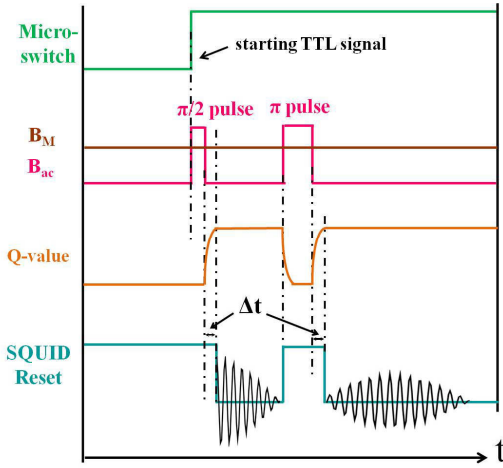 Micro-
switch
starting TTL signal
π/2 pulse
π pulse
B_M
B_ac
Q-value
Δt
SQUID
Reset
t